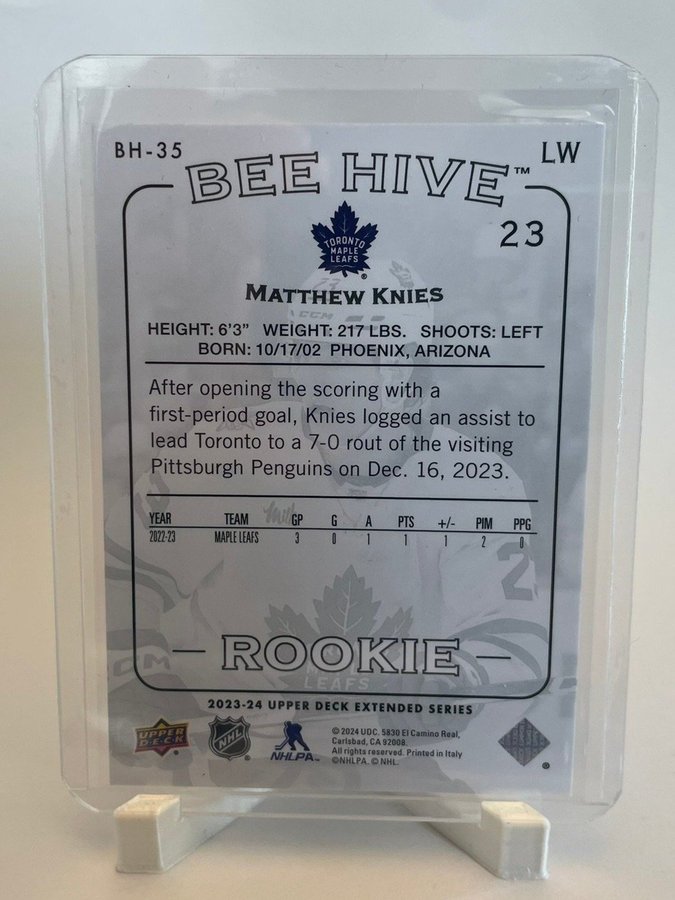 BH-35
LW
BEE HIVE™
23
TORONTO
MAPLE
LEAFS
MATTHEW KNIES
HEIGHT: 6'3" WEIGHT: 217 LBS. SHOOTS: LEFT
BORN: 10/17/02 PHOENIX, ARIZONA
After opening the scoring with a
first-period goal, Knies logged an assist to
lead Toronto to a 7-0 rout of the visiting
Pittsburgh Penguins on Dec. 16, 2023.
YEAR TEAM GP G A PTS +/- PIM PPG
2022-23 MAPLE LEAFS 3 0 1 1 1 2 0
— ROOKIE —
LEAFS
2023-24 UPPER DECK EXTENDED SERIES
UPPER
DECK
NHL
NHLPA™
© 2024 UDC. 5830 El Camino Real,
Carlsbad, CA 92008.
All rights reserved. Printed in Italy
©NHLPA. © NHL.